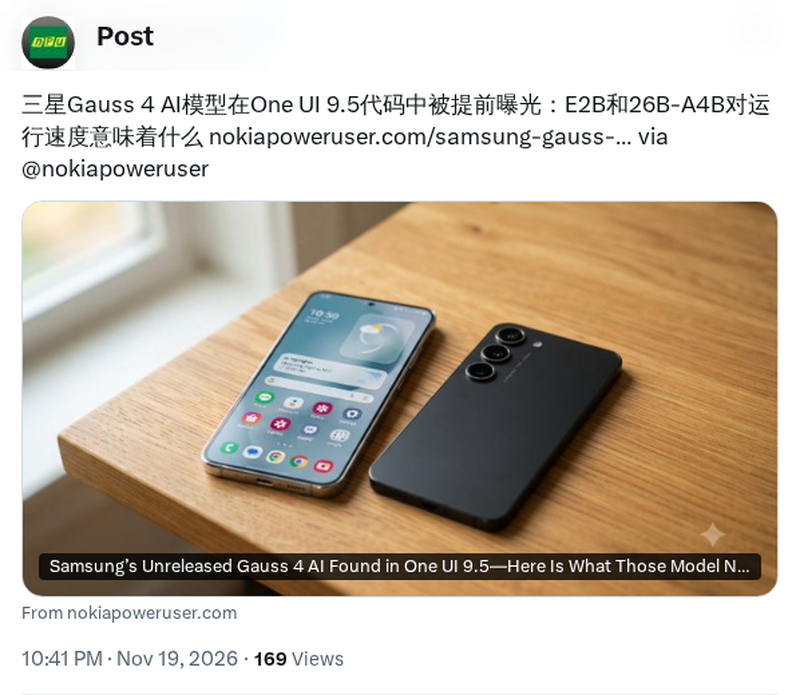 npu
Post
三星Gauss 4 AI模型在One UI 9.5代码中被提前曝光：E2B和26B-A4B对运
行速度意味着什么 nokiapoweruser.com/samsung-gauss-... via
@nokiapoweruser
10:50
9
Samsung's Unreleased Gauss 4 AI Found in One UI 9.5—Here Is What Those Model N...
From nokiapoweruser.com
10:41 PM · Nov 19, 2026 · 169 Views